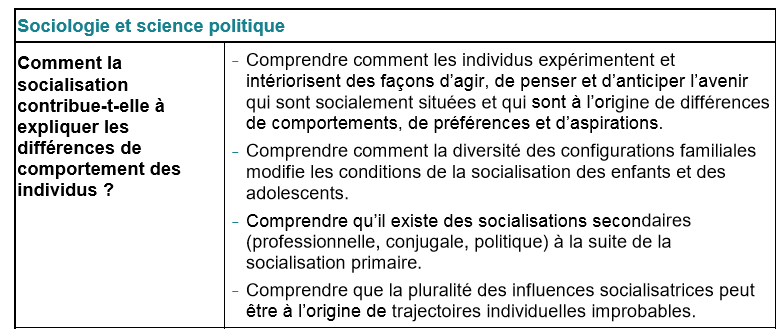 Sociologie et science politique
Comment la
socialisation
contribue-t-elle à
expliquer les
différences de
comportement des
individus ?
– Comprendre comment les individus expérimentent et
intériorisent des façons d'agir, de penser et d'anticiper l'avenir
qui sont socialement situées et qui sont à l'origine de différences
de comportements, de préférences et d'aspirations.
– Comprendre comment la diversité des configurations familiales
modifie les conditions de la socialisation des enfants et des
adolescents.
– Comprendre qu'il existe des socialisations secondaires
(professionnelle, conjugale, politique) à la suite de la
socialisation primaire.
– Comprendre que la pluralité des influences socialisatrices peut
être à l'origine de trajectoires individuelles improbables.